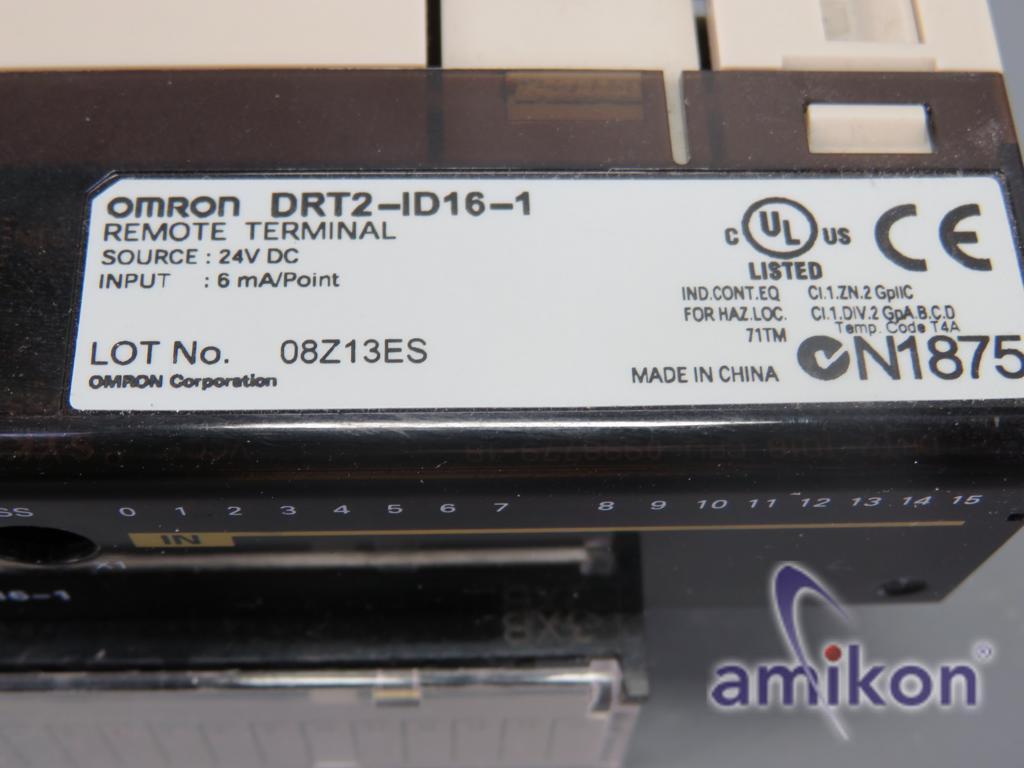 OMRON DRT2-ID16-1
REMOTE TERMINAL
SOURCE : 24V DC
INPUT : 6 mA/Point
LOT No. 08Z13ES
OMRON Corporation
C UL US
LISTED
CE
IND.CONT.EQ Cl.1.ZN.2 GpIIC
FOR HAZ.LOC. Cl.1.DIV.2 GpA.B.C.D
Temp. Code T4A
71TM
MADE IN CHINA
N1875
SS 0 1 2 3 4 5 6 7 8 9 10 11 12 13 14 15
IN
16-1
amikon®